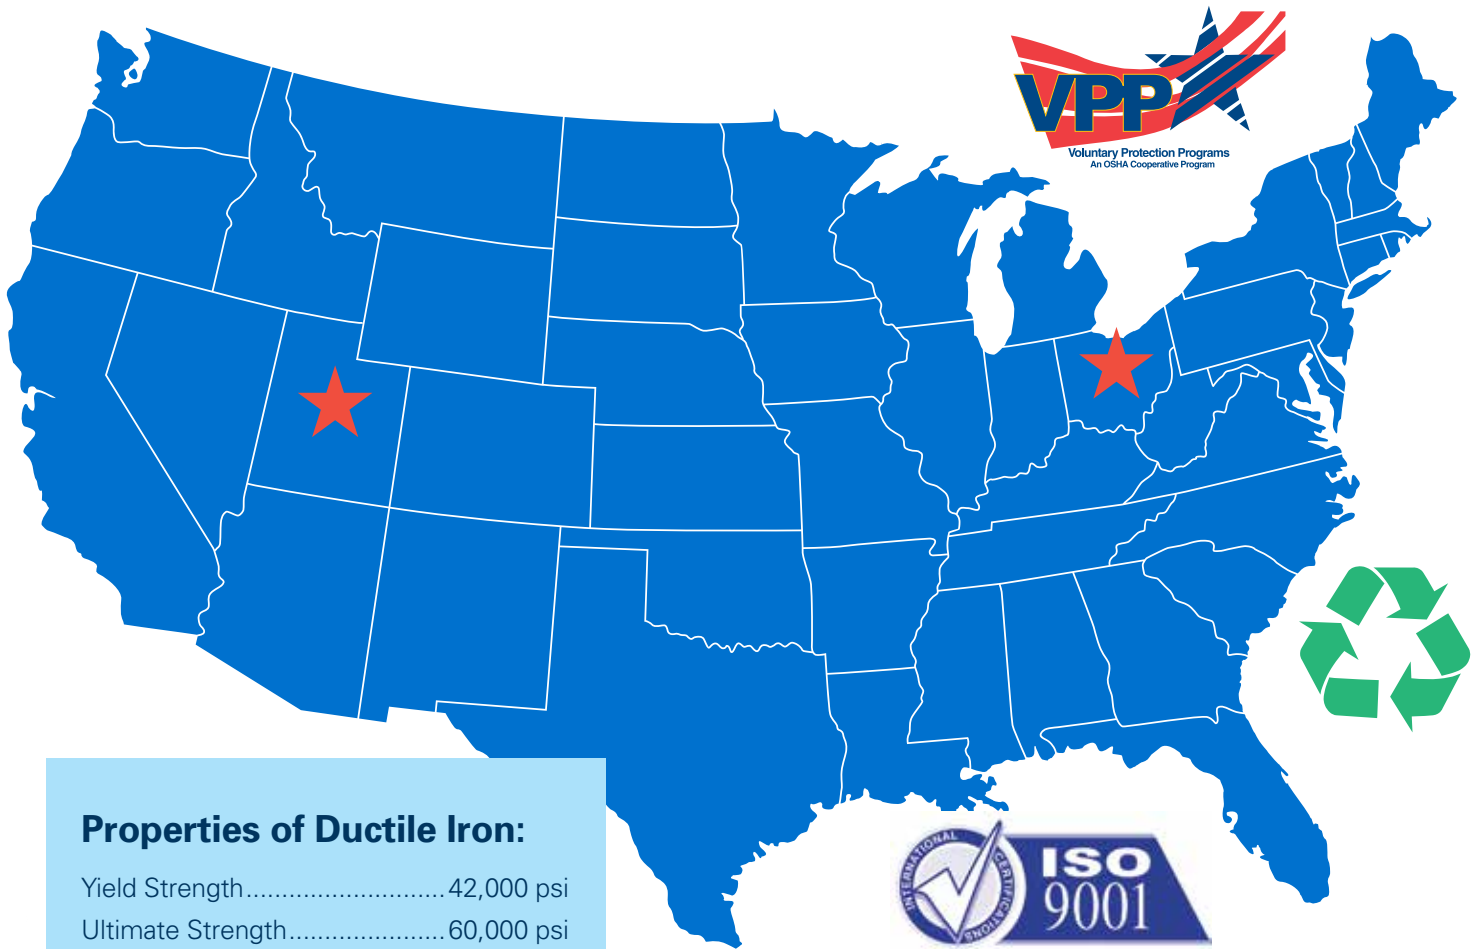 VPP
Voluntary Protection Programs
An OSHA Cooperative Program
Properties of Ductile Iron:
Yield Strength............................42,000 psi
Ultimate Strength......................60,000 psi
INTERNATIONAL
CERTIFICATIONS
ISO
9001